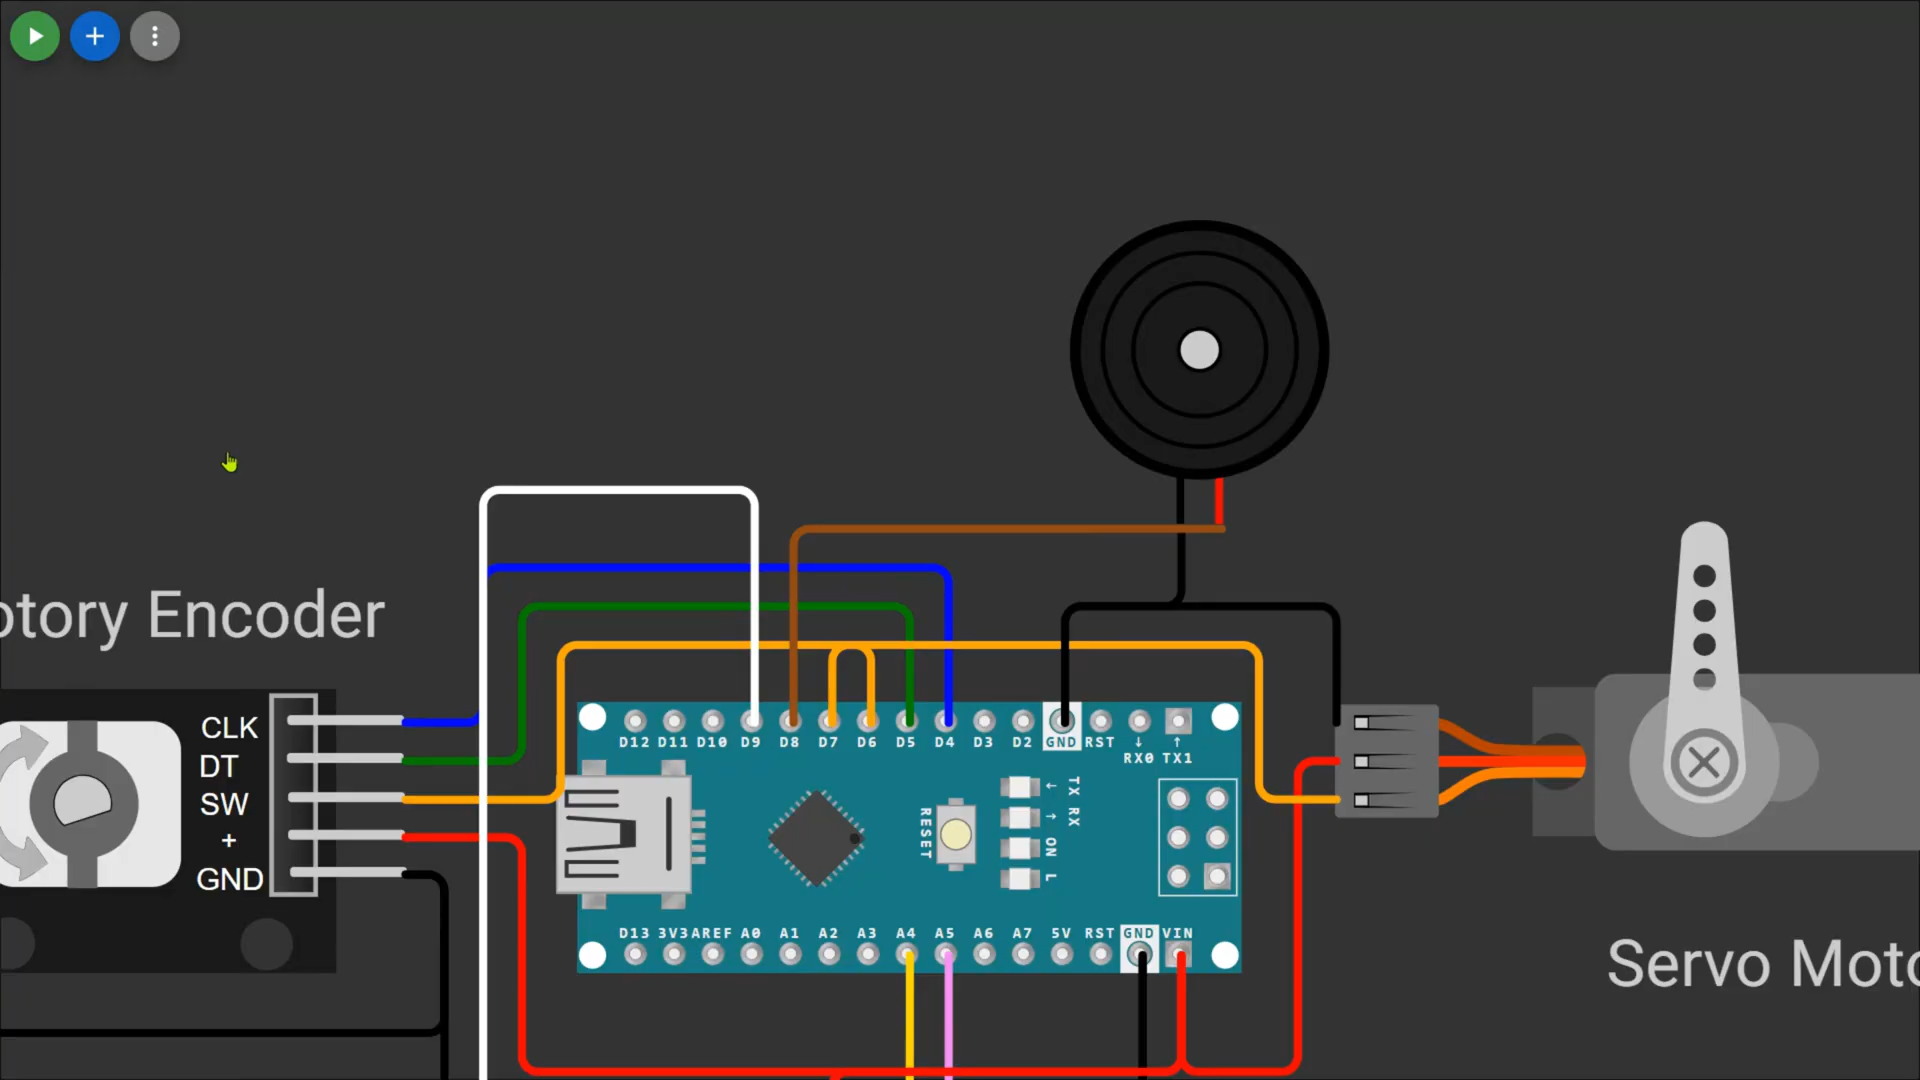 otory Encoder
CLK
DT
SW
+
GND
D12 D11 D10 D9 D8 D7 D6 D5 D4 D3 D2 GND RST ↓ ↑
RX0 TX1
RESET
← TX
→ RX
ON
L
D13 3V3 AREF A0 A1 A2 A3 A4 A5 A6 A7 5V RST GND VIN
Servo Moto